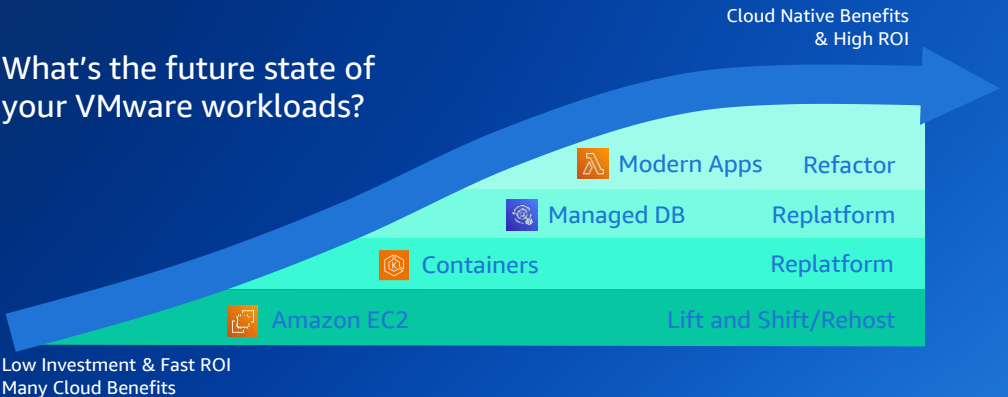 Cloud Native Benefits
& High ROI
What's the future state of
your VMware workloads?
Modern Apps Refactor
Managed DB Replatform
Containers Replatform
Amazon EC2 Lift and Shift/Rehost
Low Investment & Fast ROI
Many Cloud Benefits